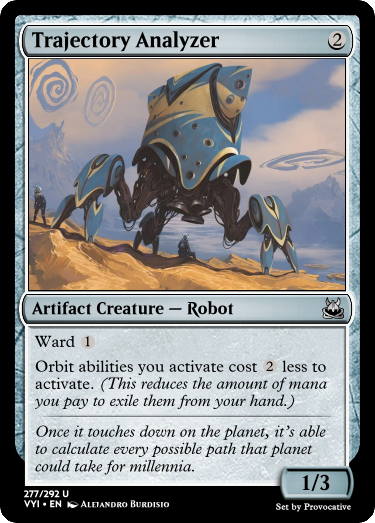 Trajectory Analyzer 2
Artifact Creature — Robot
Ward 1
Orbit abilities you activate cost 2 less to
activate. (This reduces the amount of mana
you pay to exile them from your hand.)
Once it touches down on the planet, it's able
to calculate every possible path that planet
could take for millennia.
1/3
277/292 U
VYI • EN Alejandro Burdisio
Set by Provocative